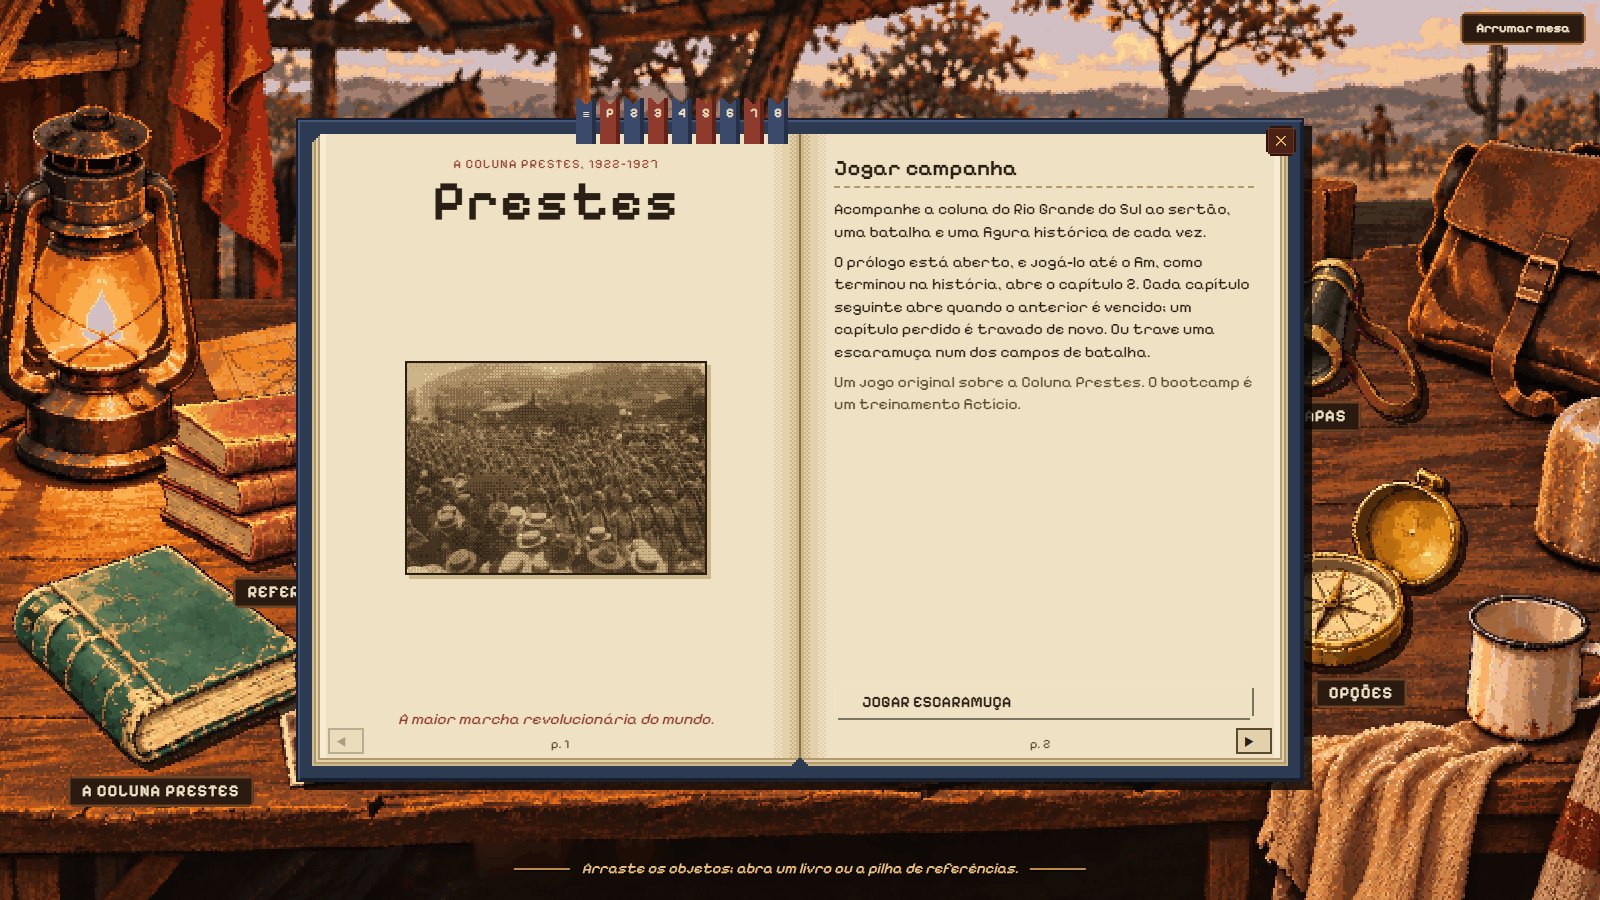 Arrumar mesa
≡ P 2 3 4 5 6 7 8
A COLUNA PRESTES, 1922-1927
Prestes
A maior marcha revolucionária do mundo.
p. 1
Jogar campanha
Acompanhe a coluna do Rio Grande do Sul ao sertão,
uma batalha e uma figura histórica de cada vez.
O prólogo está aberto, e jogá-lo até o fim, como
terminou na história, abre o capítulo 2. Cada capítulo
seguinte abre quando o anterior é vencido; um
capítulo perdido é travado de novo. Ou trave uma
escaramuça num dos campos de batalha.
Um jogo original sobre a Coluna Prestes. O bootcamp é
um treinamento fictício.
JOGAR ESCARAMUÇA
p. 2
REFER
APAS
OPÇÕES
A COLUNA PRESTES
Arraste os objetos; abra um livro ou a pilha de referências.